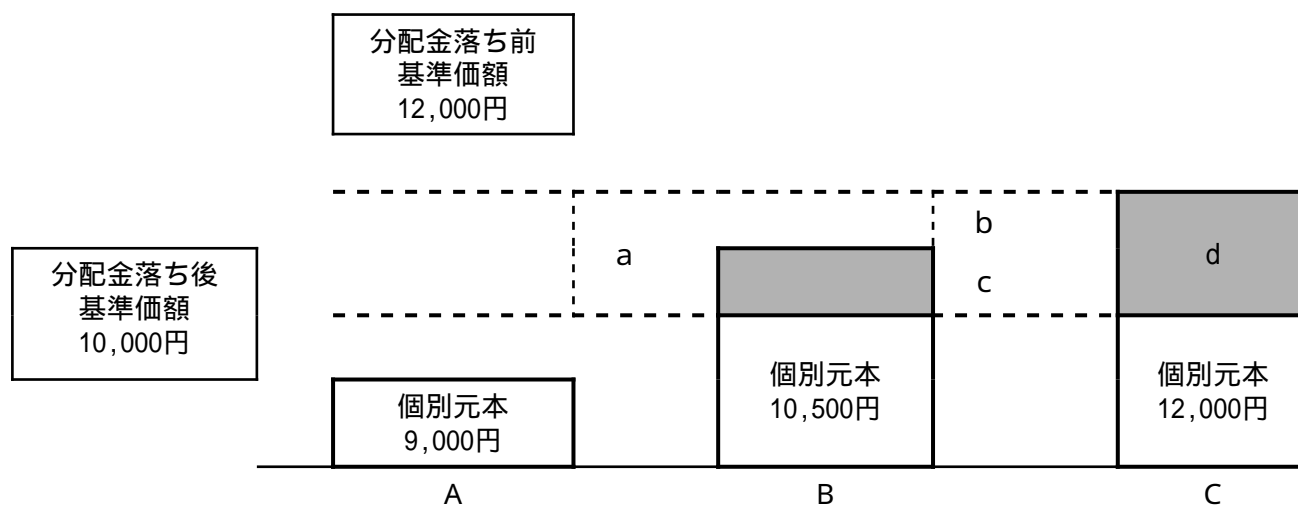 分配金落ち前
基準価額
12,000円
分配金落ち後
基準価額
10,000円
a
b
c
d
個別元本
9,000円
個別元本
10,500円
個別元本
12,000円
A
B
C